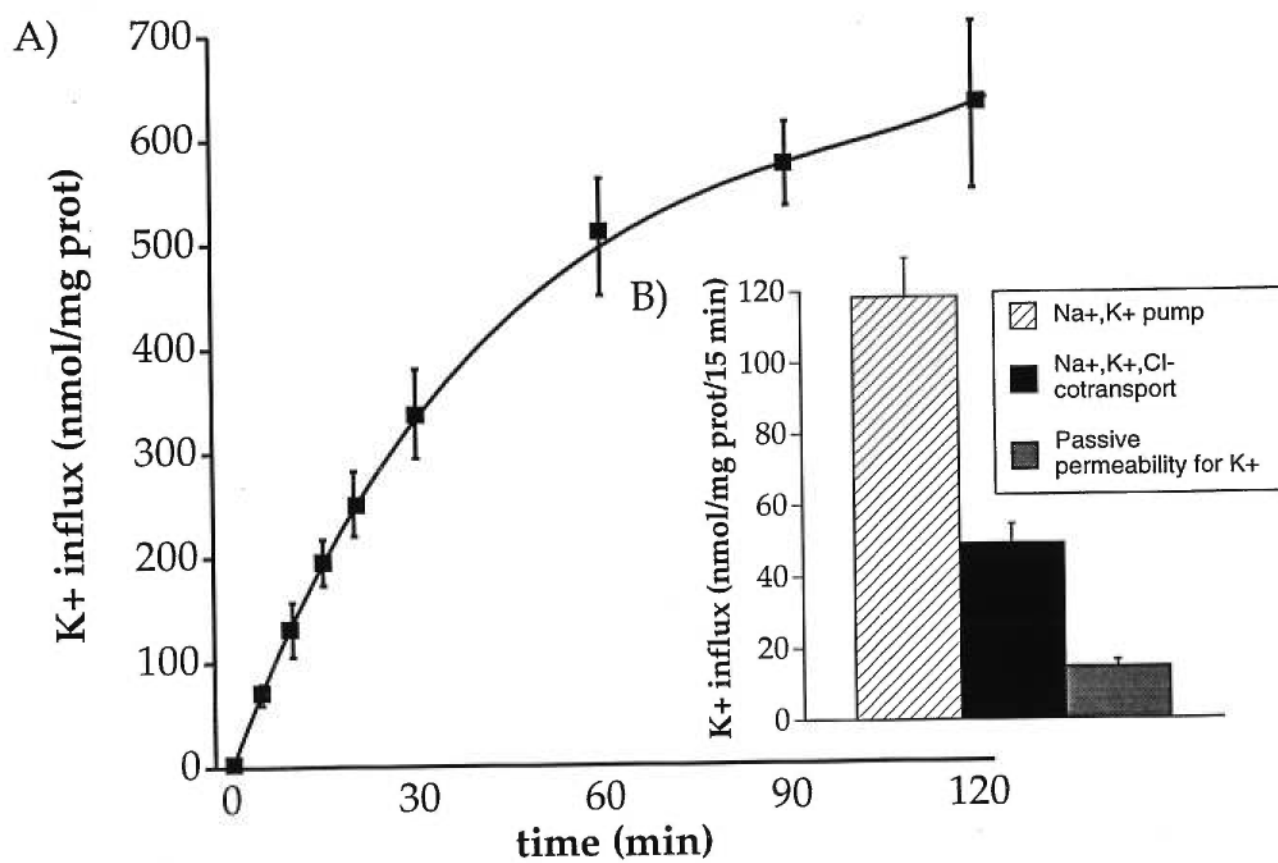 A)
K+ influx (nmol/mg prot)
700
600
500
400
300
200
100
0
0
30
60
90
120
time (min)
B)
K+ influx (nmol/mg prot/15 min)
120
100
80
60
40
20
0
Na+,K+ pump
Na+,K+,Cl-
cotransport
Passive
permeability for K+